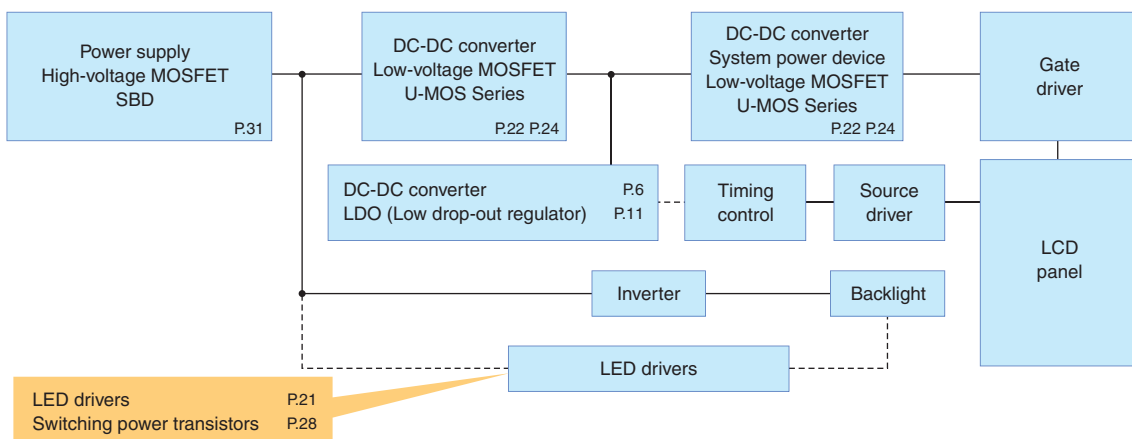 Power supply
High-voltage MOSFET
SBD
P.31
DC-DC converter
Low-voltage MOSFET
U-MOS Series
P.22 P.24
DC-DC converter
System power device
Low-voltage MOSFET
U-MOS Series
P.22 P.24
Gate
driver
DC-DC converter P.6
LDO (Low drop-out regulator) P.11
Timing
control
Source
driver
LCD
panel
Inverter
Backlight
LED drivers
LED drivers P.21
Switching power transistors P.28